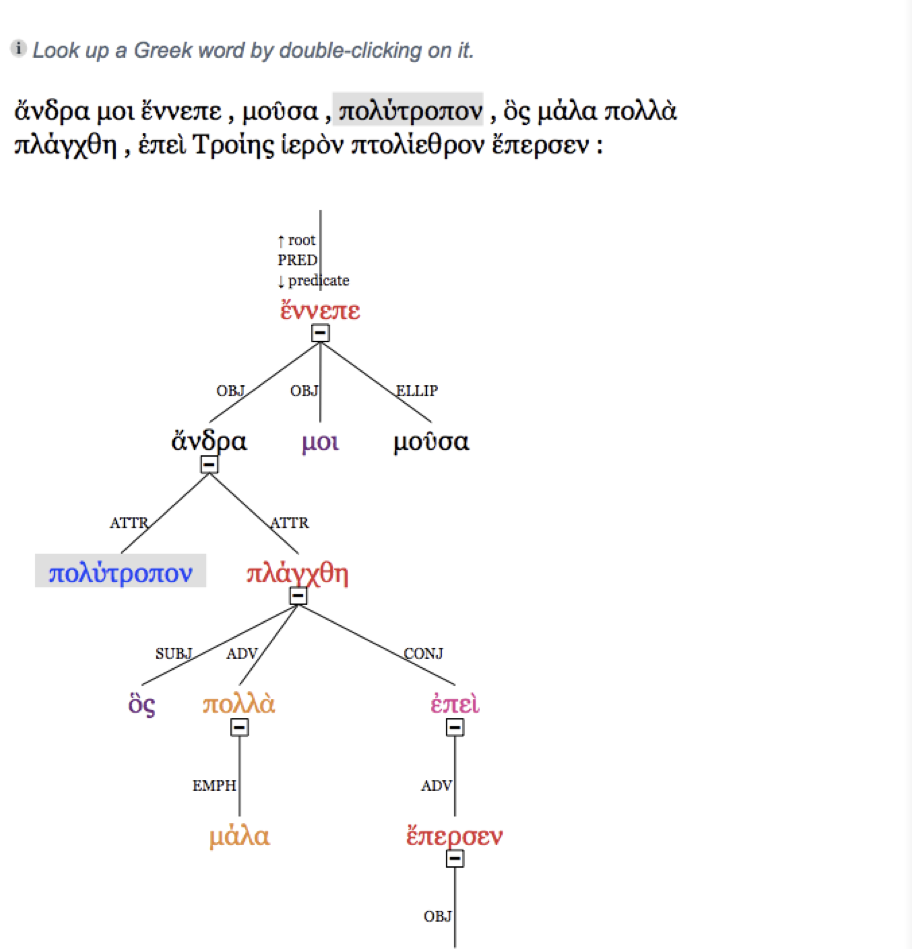 i Look up a Greek word by double-clicking on it.
ἄνδρα μοι ἔννεπε , μοῦσα , πολύτροπον , ὃς μάλα πολλὰ
πλάγχθη , ἐπεὶ Τροίης ἱερὸν πτολίεθρον ἔπερσεν :
↑ root
PRED
↓ predicate
ἔννεπε
OBJ OBJ ELLIP
ἄνδρα μοι μοῦσα
ATTR ATTR
πολύτροπον πλάγχθη
SUBJ ADV CONJ
ὃς πολλὰ ἐπεὶ
EMPH ADV
μάλα ἔπερσεν
OBJ